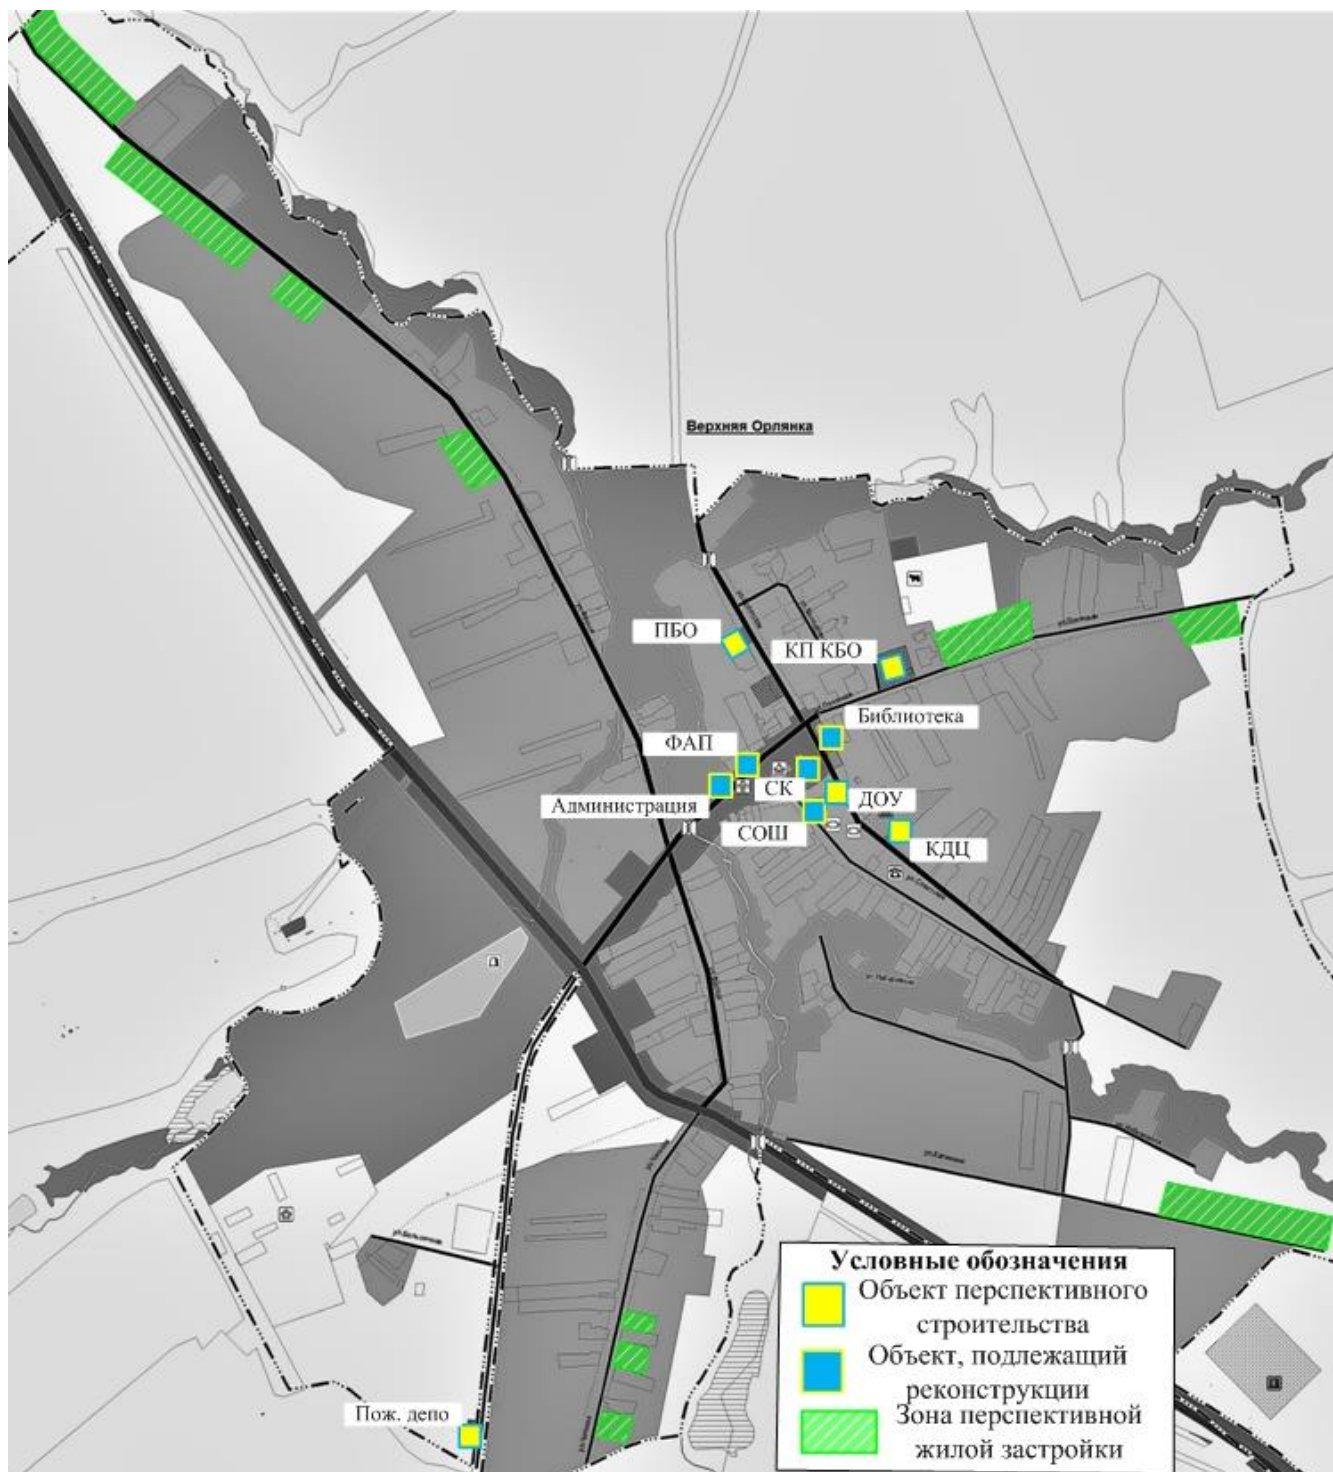 Верхняя Орлянка
ПБО
КП КБО
Библиотека
ФАП
СК
Администрация
ДОУ
СОШ
КДЦ
Пож. депо
Условные обозначения
Объект перспективного
строительства
Объект, подлежащий
реконструкции
Зона перспективной
жилой застройки